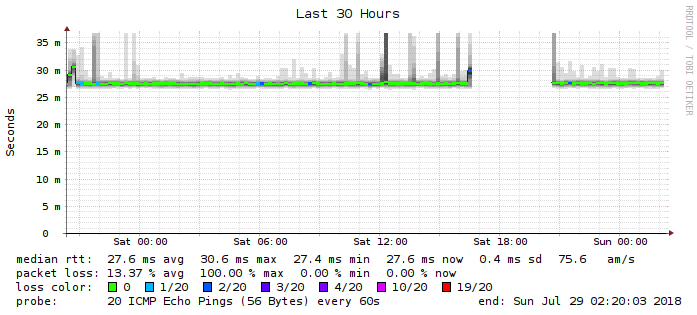 Last 30 Hours
RRDTOOL / TOBI OETIKER
Seconds
35 m
30 m
25 m
20 m
15 m
10 m
5 m
0
Sat 00:00 Sat 06:00 Sat 12:00 Sat 18:00 Sun 00:00
median rtt: 27.6 ms avg 30.6 ms max 27.4 ms min 27.6 ms now 0.4 ms sd 75.6 am/s
packet loss: 13.37 % avg 100.00 % max 0.00 % min 0.00 % now
loss color: 0 1/20 2/20 3/20 4/20 10/20 19/20
probe: 20 ICMP Echo Pings (56 Bytes) every 60s end: Sun Jul 29 02:20:03 2018